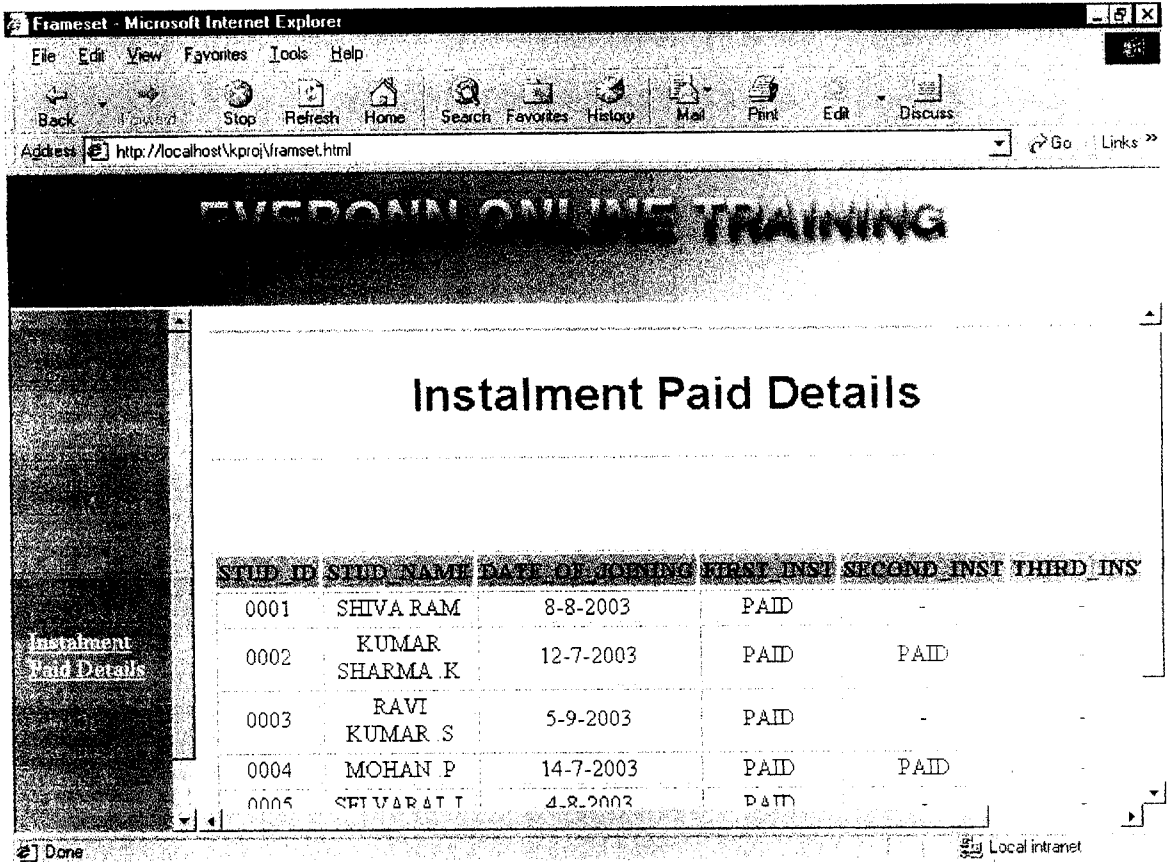 Frameset - Microsoft Internet Explorer
File Edit View Favorites Tools Help
Back Forward Stop Refresh Home Search Favorites History Mail Print Edit Discuss
Address http://localhost\kproj\framset.html Go Links »
EVERONN ONLINE TRAINING
Instalment Paid Details
STUD_ID STUD_NAME DATE_OF_JOINING FIRST_INST SECOND_INST THIRD_INS
0001 SHIVA RAM 8-8-2003 PAID - -
KUMAR
0002 12-7-2003 PAID PAID -
SHARMA .K
RAVI
0003 5-9-2003 PAID - -
KUMAR .S
0004 MOHAN .P 14-7-2003 PAID PAID -
0005 SELVARAJ I 4-8-2003 PAID - -
Instalment
Paid Details
Done Local intranet